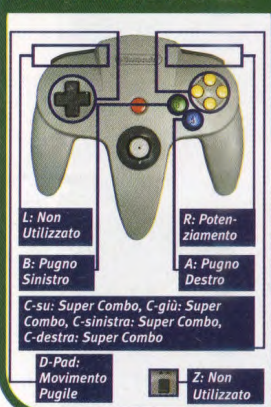 Nintendo
L: Non
Utilizzato
R: Poten-
ziamento
B: Pugno
Sinistro
A: Pugno
Destro
C-su: Super Combo, C-giù: Super
Combo, C-sinistra: Super Combo,
C-destra: Super Combo
D-Pad:
Movimento
Pugile
Z: Non
Utilizzato